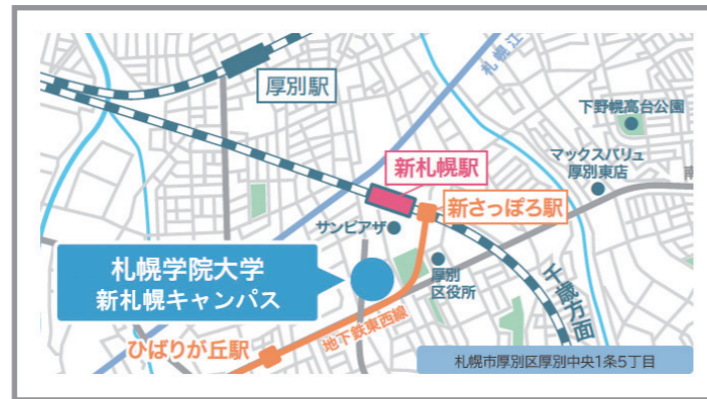 厚別駅
札幌江
下野幌高台公園
マックスバリュ
厚別東店
南
新札幌駅
新さっぽろ駅
サンピアザ
札幌学院大学
新札幌キャンパス
厚別
区役所
千歳方面
地下鉄東西線
ひばりが丘駅
札幌市厚別区厚別中央1条5丁目